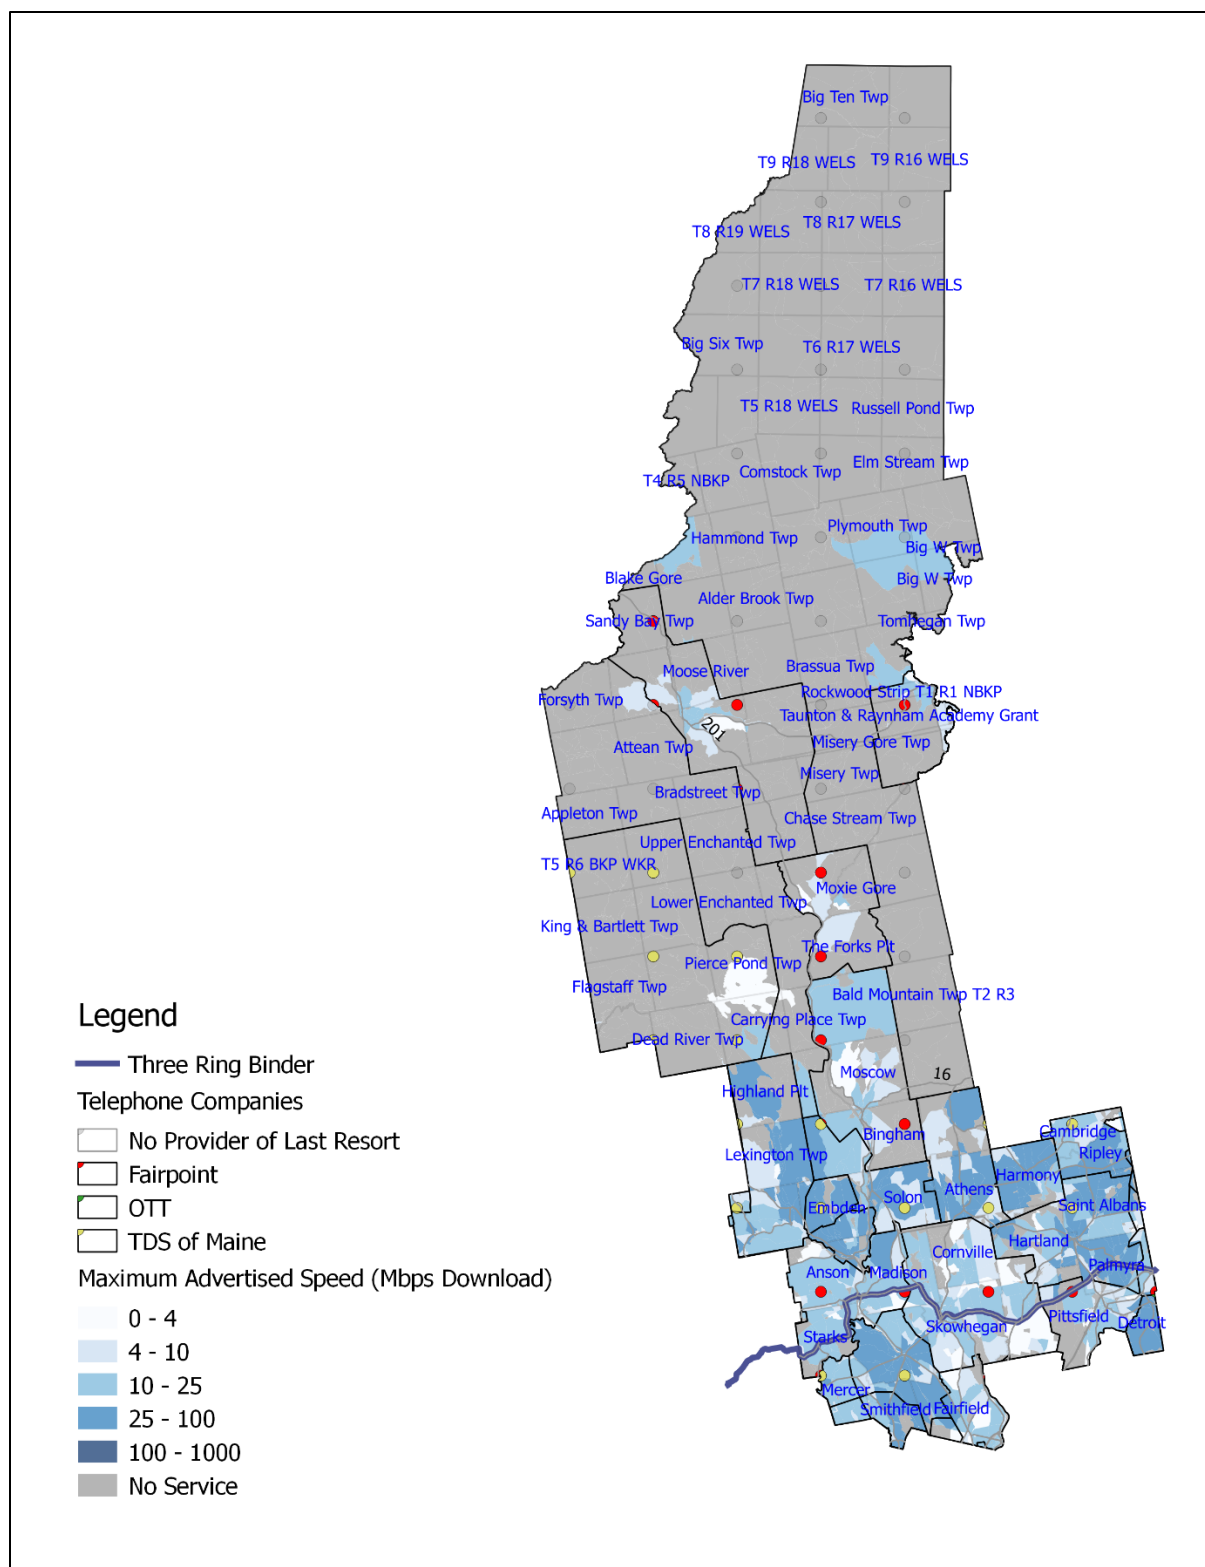 Big Ten Twp
T9 R18 WELS
T9 R16 WELS
T8 R19 WELS
T8 R17 WELS
T7 R18 WELS
T7 R16 WELS
Big Six Twp
T6 R17 WELS
T5 R18 WELS
Russell Pond Twp
T4 R5 NBKP
Comstock Twp
Elm Stream Twp
Hammond Twp
Plymouth Twp
Big W Twp
Blake Gore
Big W Twp
Alder Brook Twp
Sandy Bay Twp
Tomhegan Twp
Moose River
Brassua Twp
Forsyth Twp
Rockwood Strip T1 R1 NBKP
201
Taunton & Raynham Academy Grant
Attean Twp
Misery Gore Twp
Bradstreet Twp
Misery Twp
Appleton Twp
Chase Stream Twp
Upper Enchanted Twp
T5 R6 BKP WKR
Moxie Gore
Lower Enchanted Twp
King & Bartlett Twp
The Forks Plt
Pierce Pond Twp
Flagstaff Twp
Bald Mountain Twp T2 R3
Carrying Place Twp
Dead River Twp
Moscow
16
Highland Plt
Bingham
Cambridge
Lexington Twp
Ripley
Harmony
Athens
Solon
Embden
Saint Albans
Hartland
Cornville
Anson
Madison
Palmyra
Pittsfield
Detroit
Skowhegan
Starks
Mercer
Smithfield
Fairfield
Legend
Three Ring Binder
Telephone Companies
No Provider of Last Resort
Fairpoint
OTT
TDS of Maine
Maximum Advertised Speed (Mbps Download)
0 - 4
4 - 10
10 - 25
25 - 100
100 - 1000
No Service